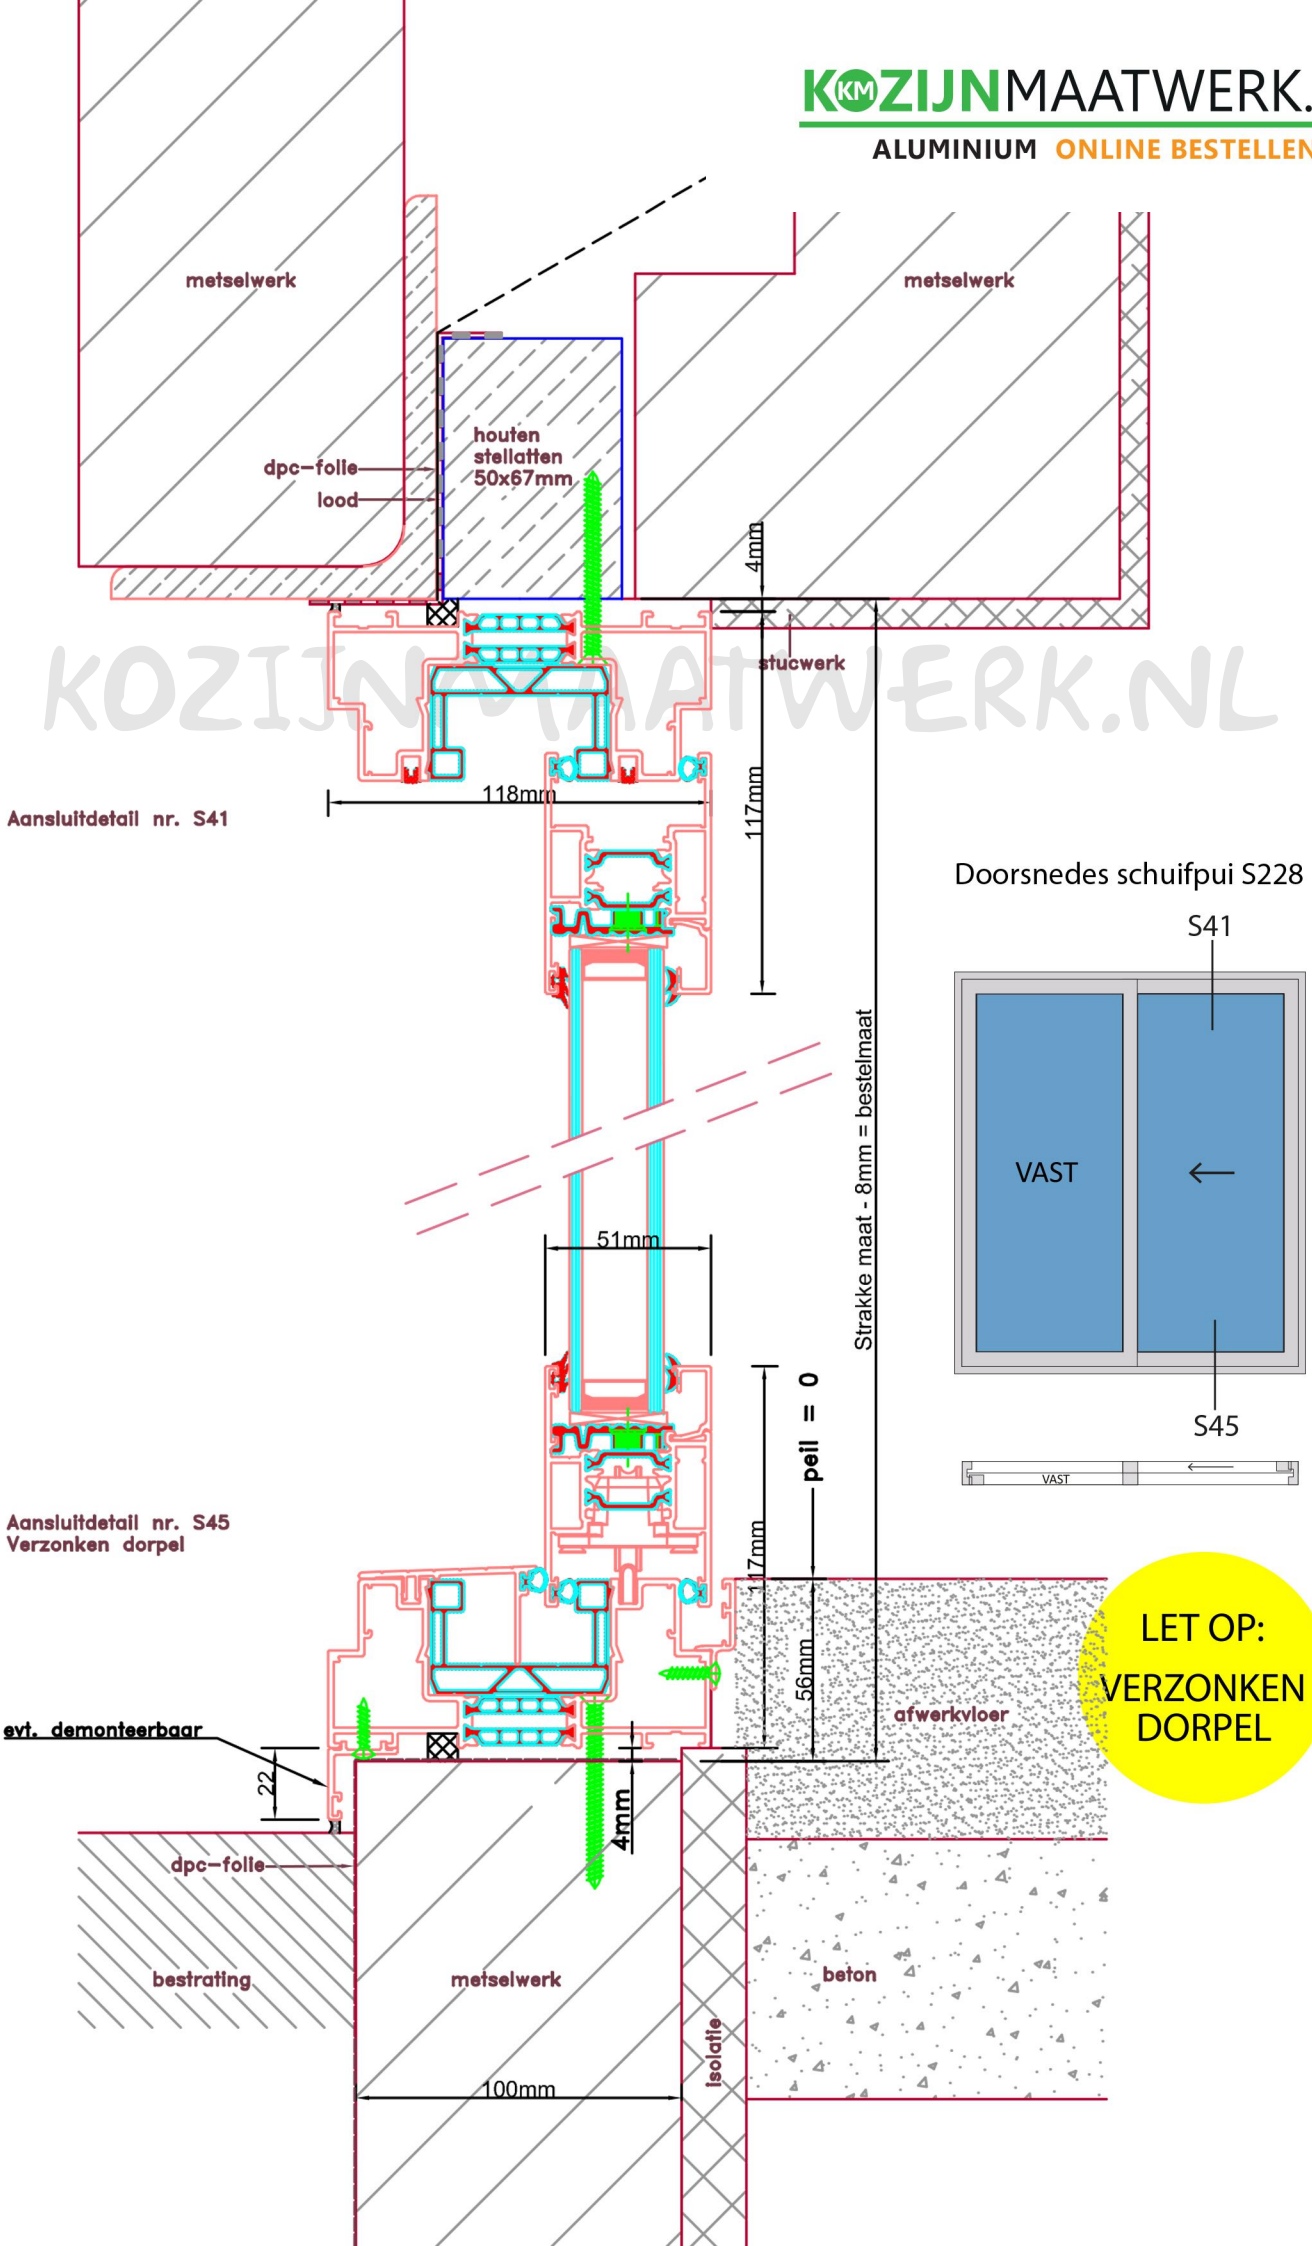 KOZIJNMAATWERK.
KM
ALUMINIUM ONLINE BESTELLEN
metselwerk
metselwerk
houten
stellatten
50x67mm
dpc-folie
lood
4mm
stucwerk
KOZIJNMAATWERK.NL
118mm
117mm
Aansluitdetail nr. S41
Doorsnedes schuifpui S228
S41
Strakke maat - 8mm = bestelmaat
VAST
51mm
peil = 0
S45
VAST
Aansluitdetail nr. S45
Verzonken dorpel
117mm
56mm
LET OP:
VERZONKEN
DORPEL
afwerkvloer
evt. demonteerbaar
22
4mm
dpc-folie
bestrating
metselwerk
beton
isolatie
100mm